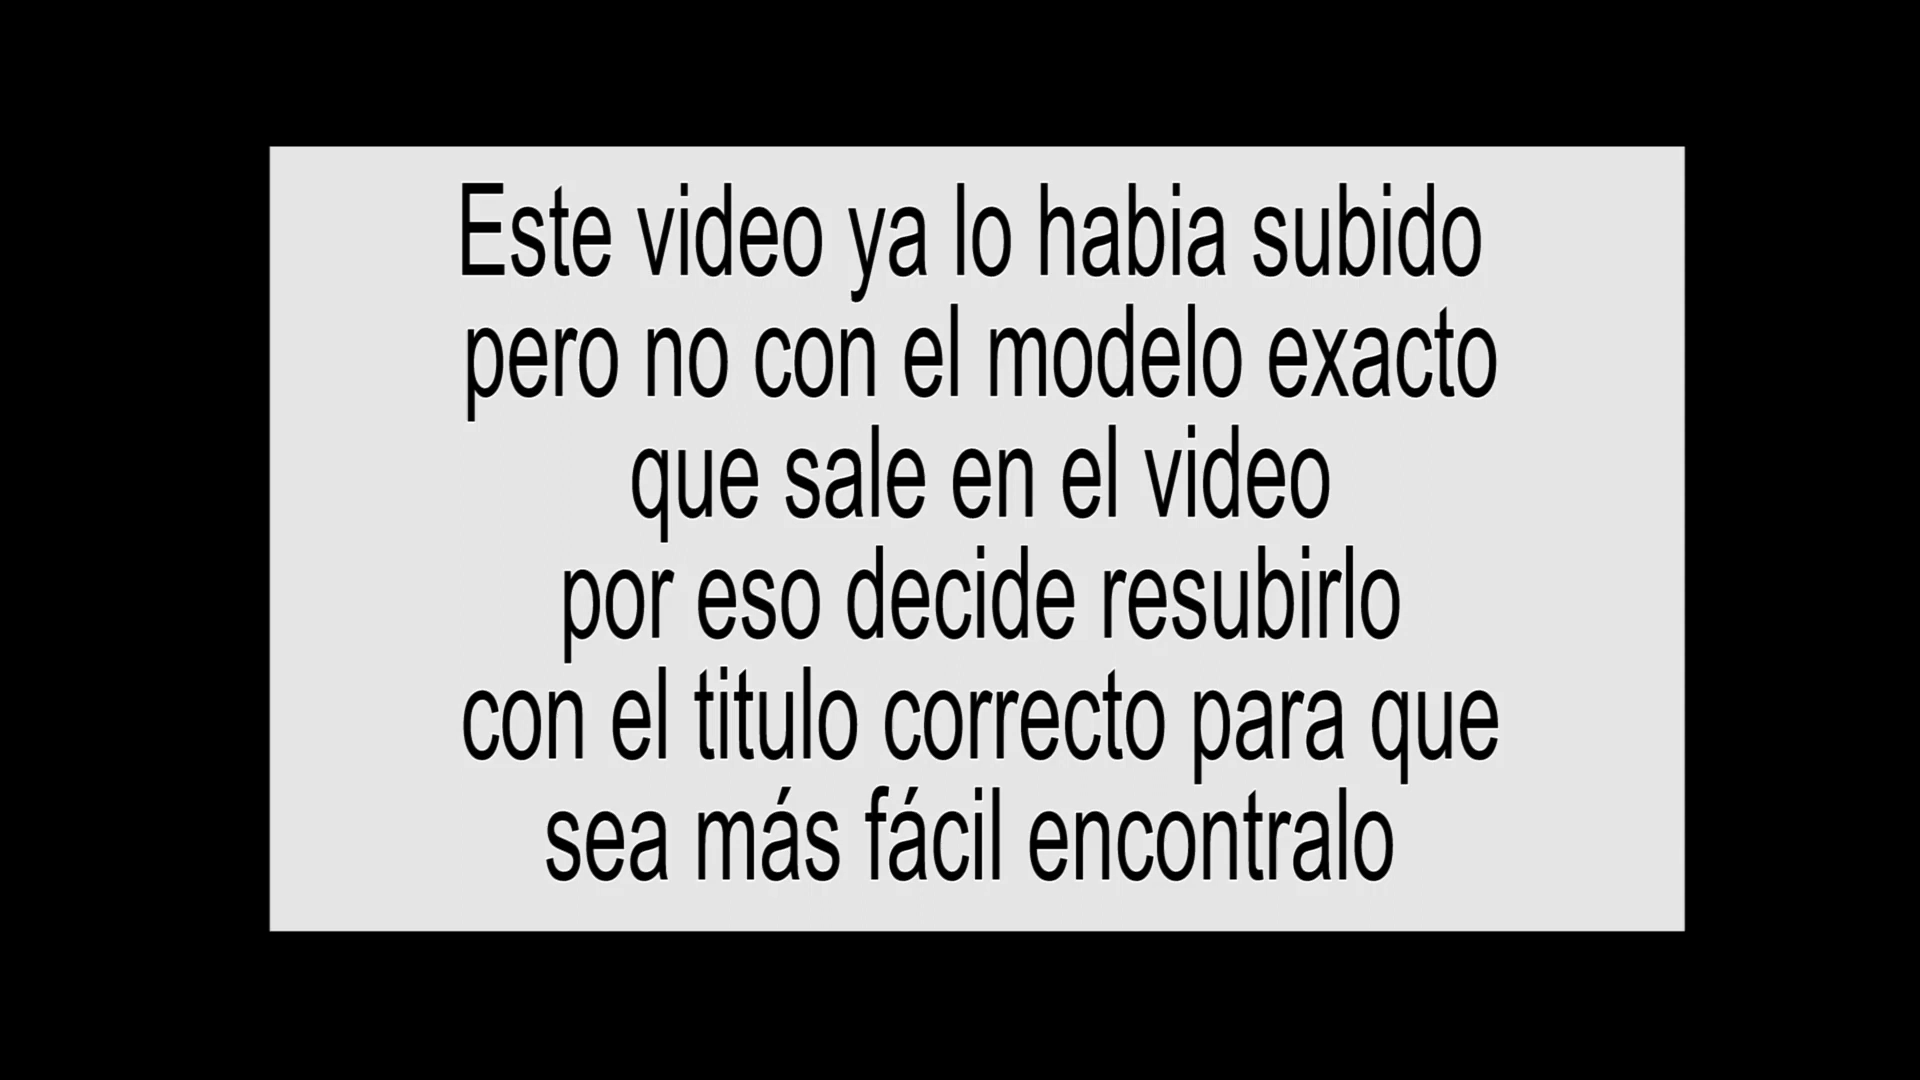 Este video ya lo habia subido
pero no con el modelo exacto
que sale en el video
por eso decide resubirlo
con el titulo correcto para que
sea más fácil encontralo